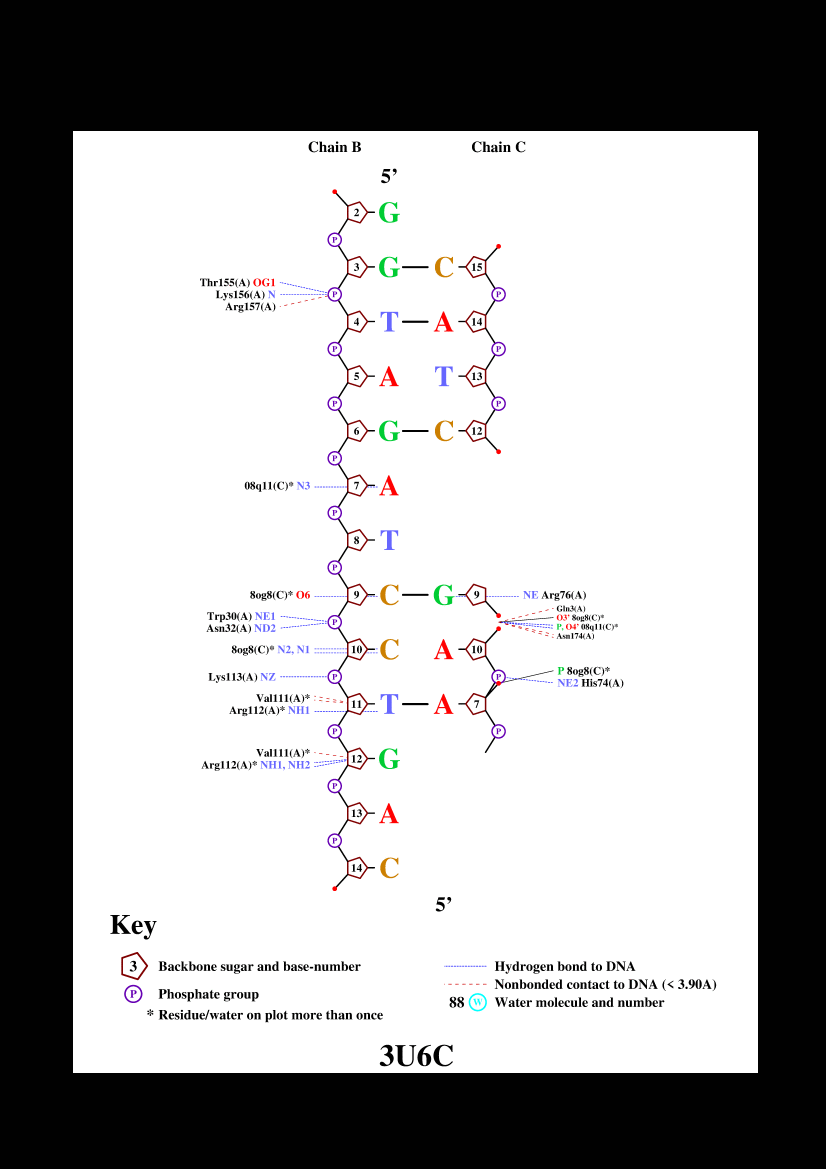 Chain B Chain C
5’
2 G
P
3 G C 15
Thr155(A) OG1
Lys156(A) N P P
Arg157(A)
4 T A 14
P P
5 A T 13
P P
6 G C 12
P
08q11(C)* N3 7 A
P
8 T
P
8og8(C)* O6 9 C G 9 NE Arg76(A)
Gln3(A)
Trp30(A) NE1 O3’ 8og8(C)*
Asn32(A) ND2 P P, O4’ 08q11(C)*
Asn174(A)
8og8(C)* N2, N1 10 C A 10
P 8og8(C)*
Lys113(A) NZ P P NE2 His74(A)
Val111(A)*
Arg112(A)* NH1 11 T A 7
P P
Val111(A)*
Arg112(A)* NH1, NH2 12 G
P
13 A
P
14 C
5’
Key
3 Backbone sugar and base-number
P Phosphate group
* Residue/water on plot more than once
Hydrogen bond to DNA
Nonbonded contact to DNA (< 3.90A)
88 W Water molecule and number
3U6C